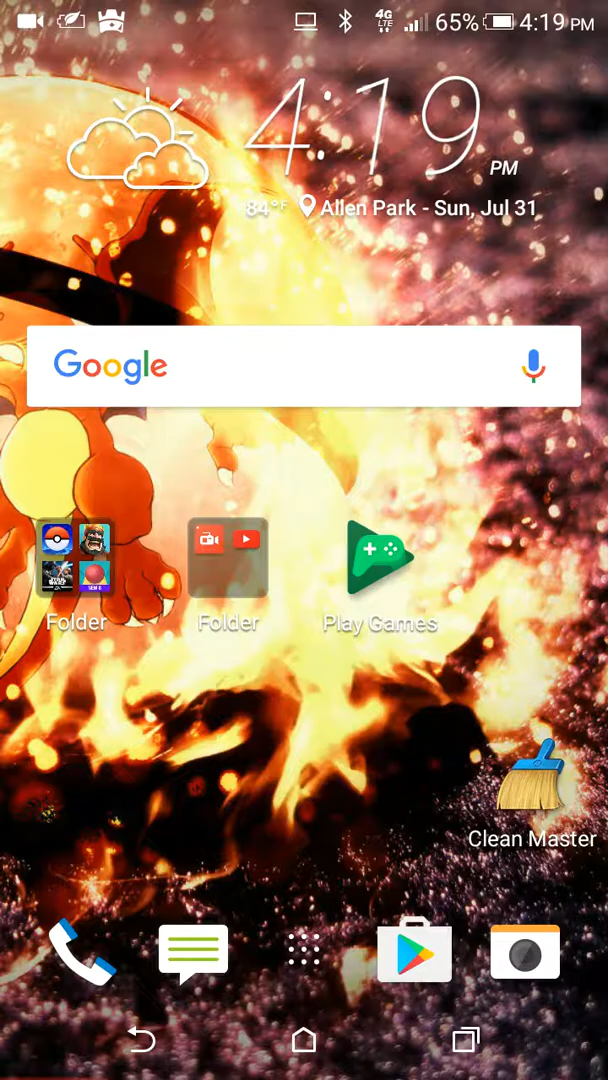 4G LTE 65% 4:19 PM
4:19 PM
84°F Allen Park - Sun, Jul 31
Google
Folder
Folder
Play Games
Clean Master